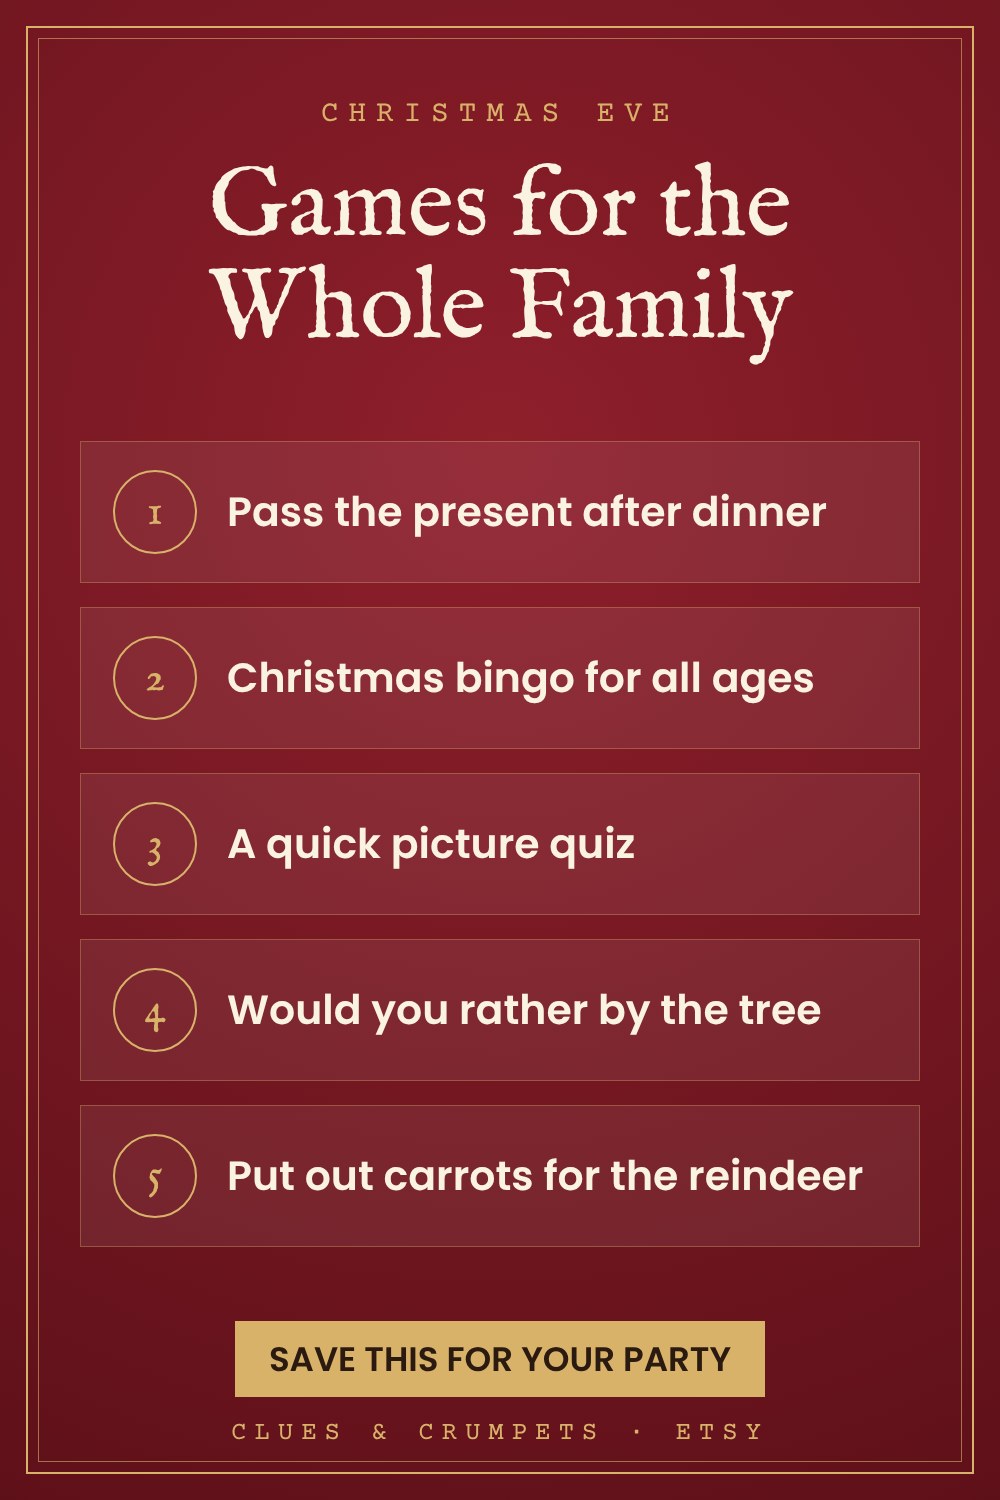 CHRISTMAS EVE
Games for the
Whole Family
1 Pass the present after dinner
2 Christmas bingo for all ages
3 A quick picture quiz
4 Would you rather by the tree
5 Put out carrots for the reindeer
SAVE THIS FOR YOUR PARTY
CLUES & CRUMPETS · ETSY